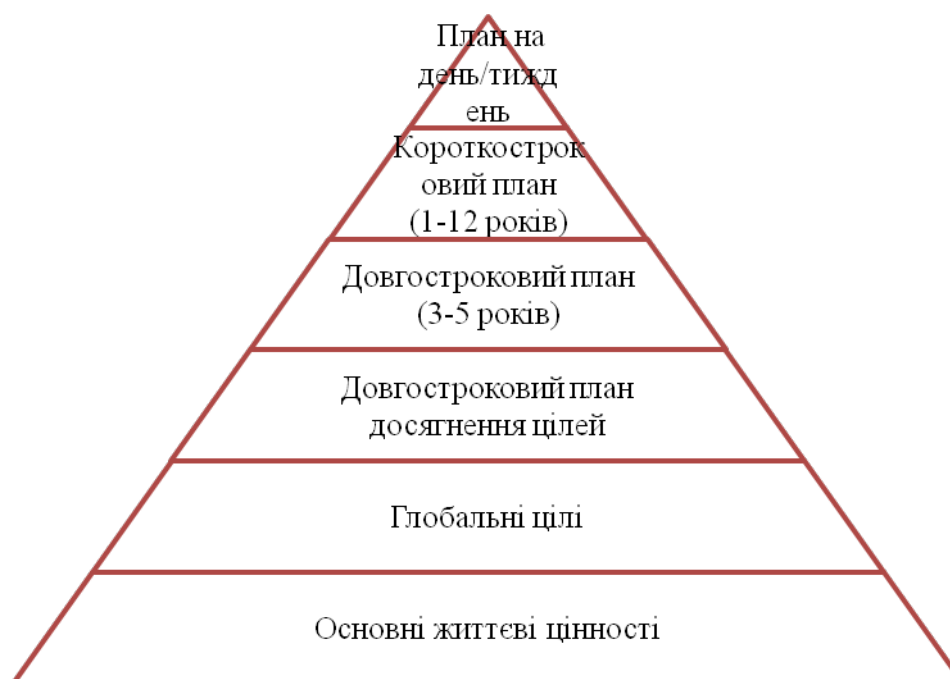 План на
день/тижд
ень
Короткострок
овий план
(1-12 років)
Довгостроковий план
(3-5 років)
Довгостроковий план
досягнення цілей
Глобальні цілі
Основні життєві цінності